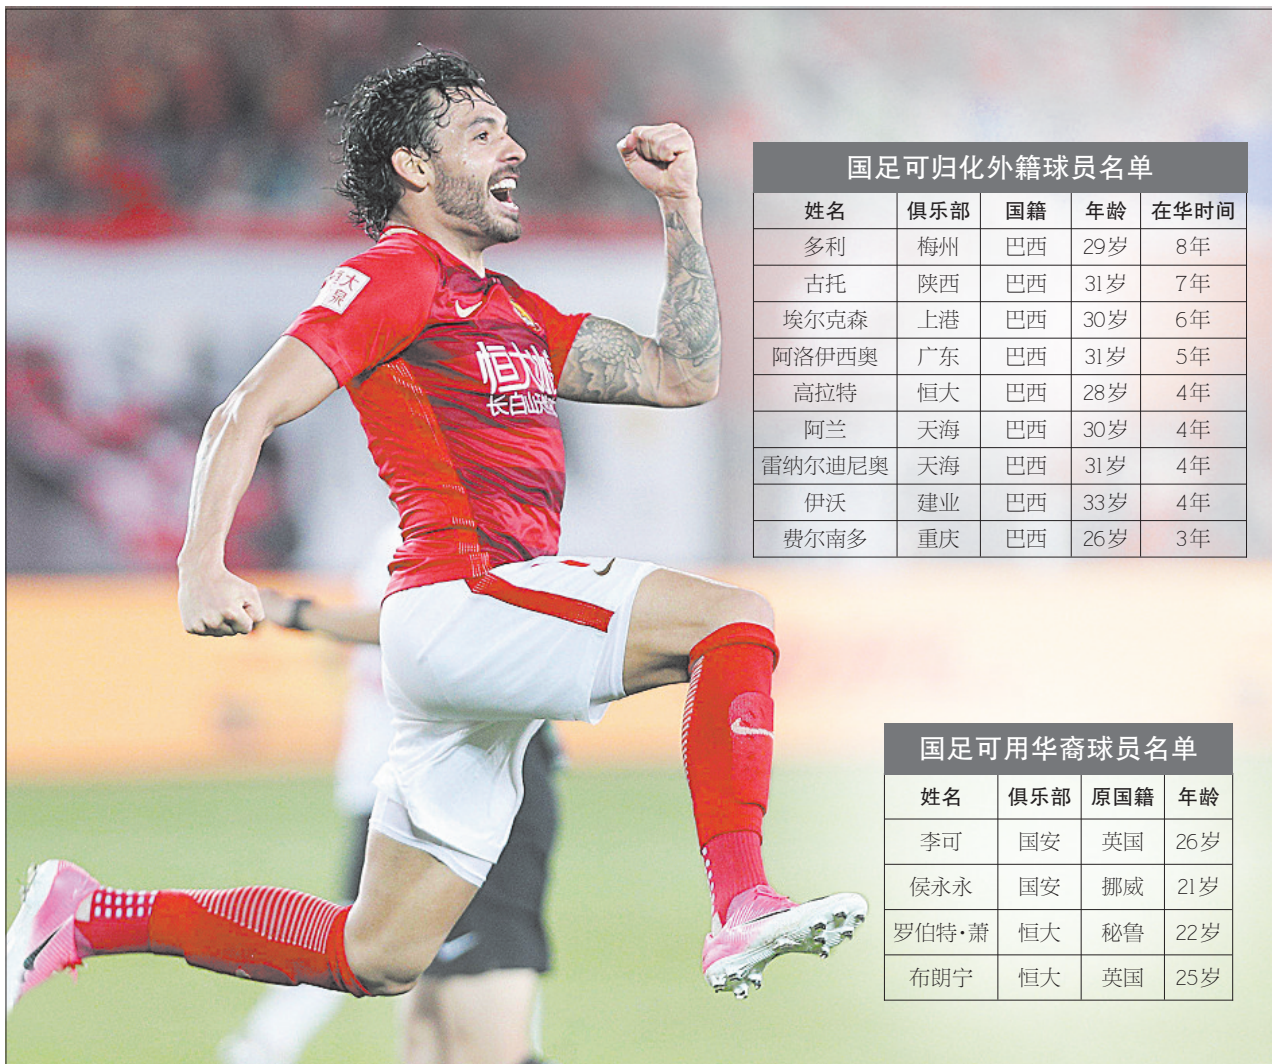 大
泉
恒大冰
长白山天
国足可归化外籍球员名单
姓名 俱乐部 国籍 年龄 在华时间
多利 梅州 巴西 29岁 8年
古托 陕西 巴西 31岁 7年
埃尔克森 上港 巴西 30岁 6年
阿洛伊西奥 广东 巴西 31岁 5年
高拉特 恒大 巴西 28岁 4年
阿兰 天海 巴西 30岁 4年
雷纳尔迪尼奥 天海 巴西 31岁 4年
伊沃 建业 巴西 33岁 4年
费尔南多 重庆 巴西 26岁 3年
国足可用华裔球员名单
姓名 俱乐部 原国籍 年龄
李可 国安 英国 26岁
侯永永 国安 挪威 21岁
罗伯特·萧 恒大 秘鲁 22岁
布朗宁 恒大 英国 25岁